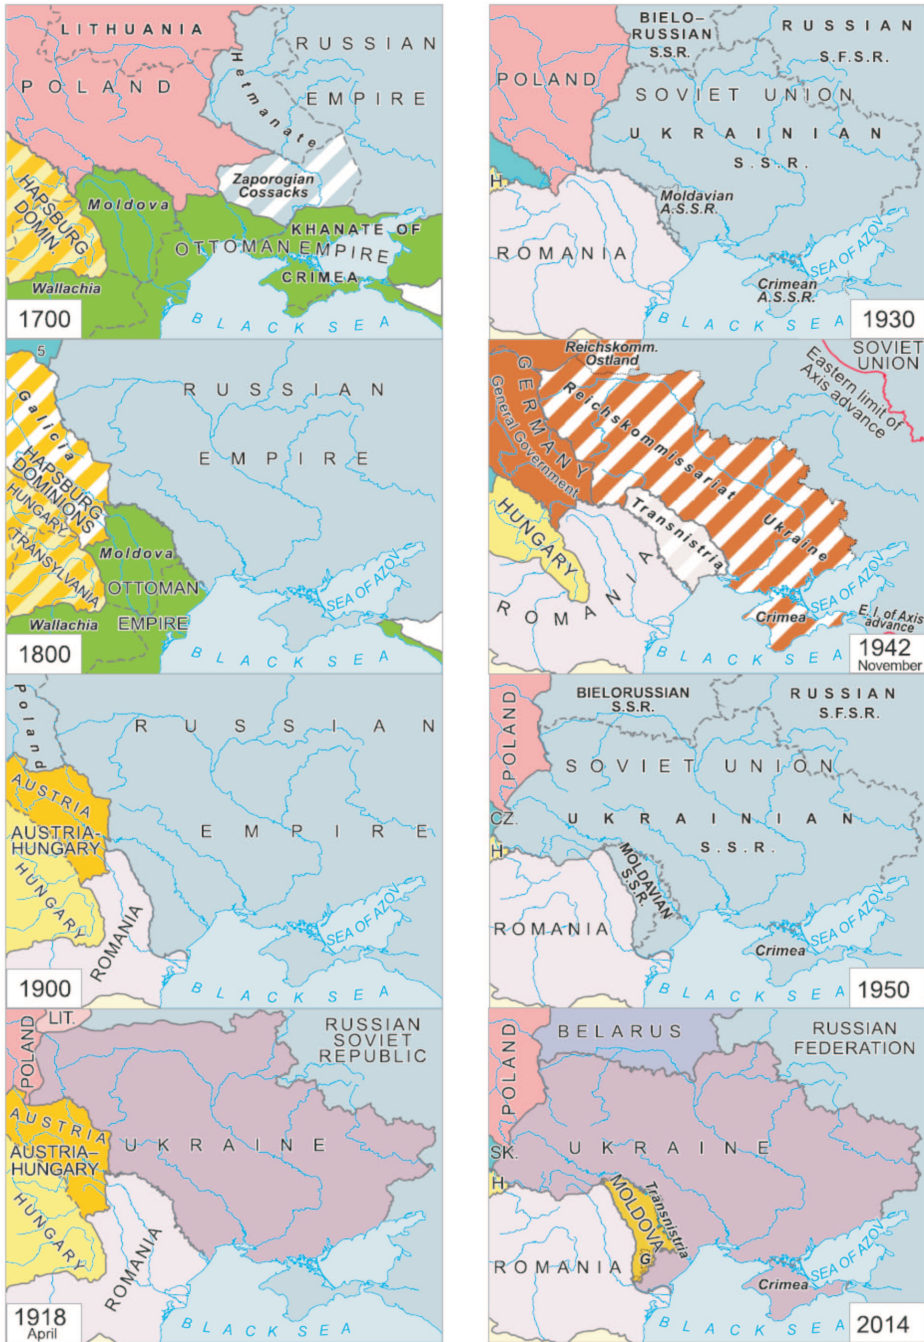 LITHUANIA
POLAND
Hetmanate
RUSSIAN
EMPIRE
Zaporogian
Cossacks
HAPSBURG
DOMIN.
Moldova
KHANATE OF
OTTOMAN EMPIRE
CRIMEA
Wallachia
BLACK SEA
1700
5
RUSSIAN
EMPIRE
Galicia
HAPSBURG
DOMINIONS
HUNGARY
TRANSYLVANIA
Moldova
OTTOMAN
EMPIRE
Wallachia
SEA OF AZOV
BLACK SEA
1800
Poland
RUSSIAN
EMPIRE
AUSTRIA
AUSTRIA-
HUNGARY
HUNGARY
ROMANIA
SEA OF AZOV
BLACK SEA
1900
LIT.
POLAND
RUSSIAN
SOVIET
REPUBLIC
AUSTRIA
AUSTRIA-
HUNGARY
UKRAINE
HUNGARY
ROMANIA
BLACK SEA
1918
April
BIELO-
RUSSIAN
S.S.R.
RUSSIAN
S.F.S.R.
POLAND
SOVIET UNION
UKRAINIAN
S.S.R.
H.
Moldavian
A.S.S.R.
ROMANIA
SEA OF AZOV
Crimean
A.S.S.R.
BLACK SEA
1930
Reichskomm.
Ostland
SOVIET
UNION
Eastern limit of
Axis advance
GERMANY
General Government
Reichskommissariat
Ukraine
HUNGARY
Transnistria
ROMANIA
SEA OF AZOV
Crimea
E. l. of Axis
advance
BLACK SEA
1942
November
POLAND
BIELORUSSIAN
S.S.R.
RUSSIAN
S.F.S.R.
SOVIET UNION
CZ.
UKRAINIAN
S.S.R.
H.
MOLDAVIAN
S.S.R.
ROMANIA
SEA OF AZOV
Crimea
BLACK SEA
1950
POLAND
BELARUS
RUSSIAN
FEDERATION
SK.
UKRAINE
H.
MOLDOVA
Transnistria
G
ROMANIA
SEA OF AZOV
Crimea
BLACK SEA
2014